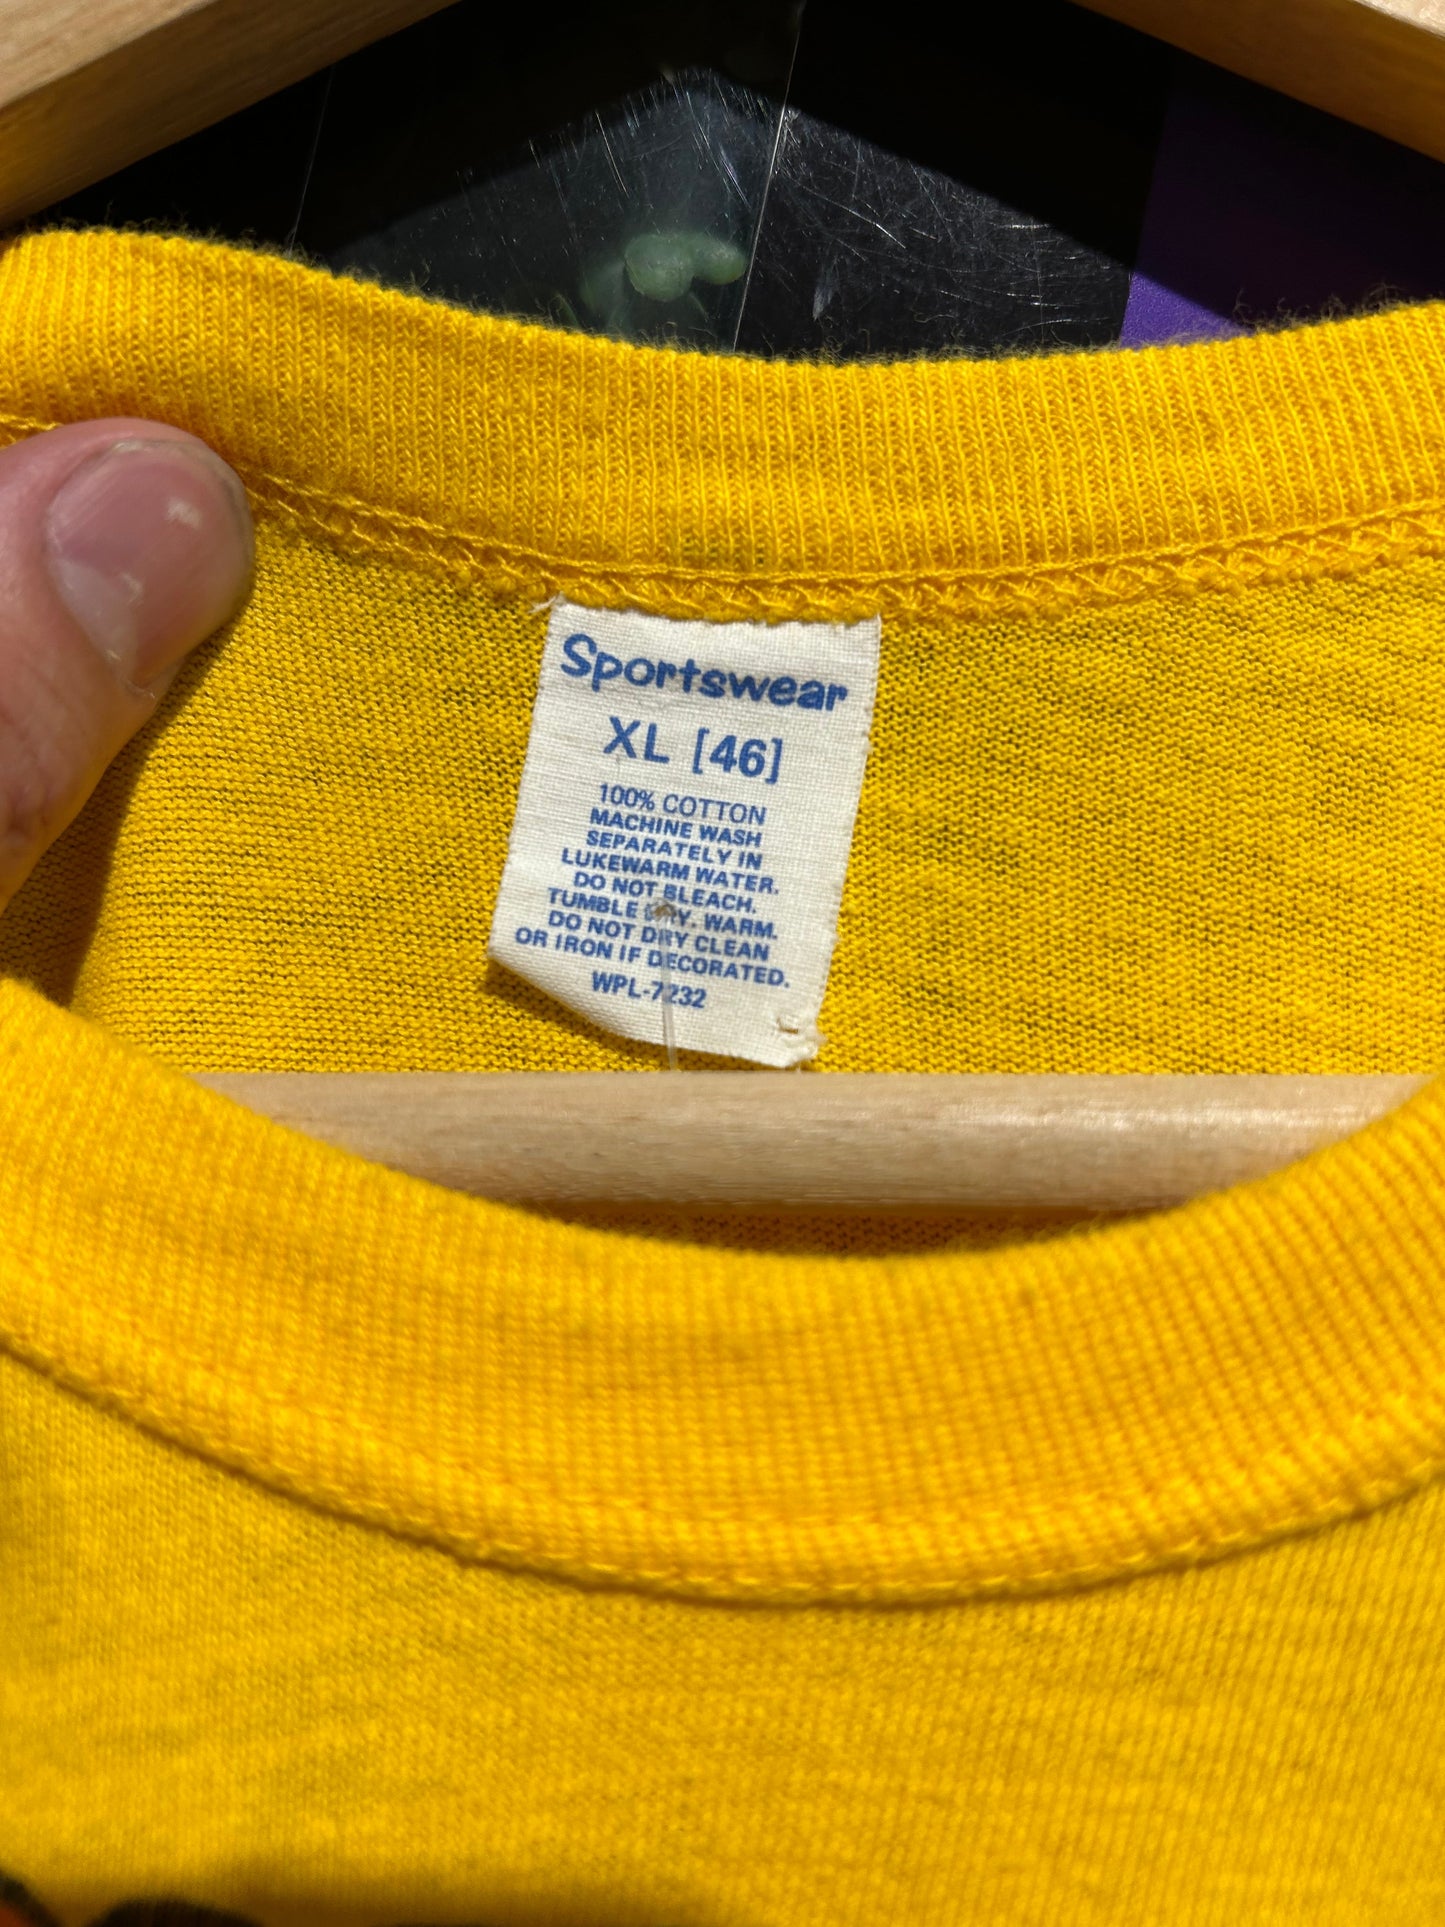 Sportswear
XL [46]
100% COTTON
MACHINE WASH
SEPARATELY IN
LUKEWARM WATER.
DO NOT BLEACH.
TUMBLE DRY. WARM.
DO NOT DRY CLEAN
OR IRON IF DECORATED.
WPL-7232